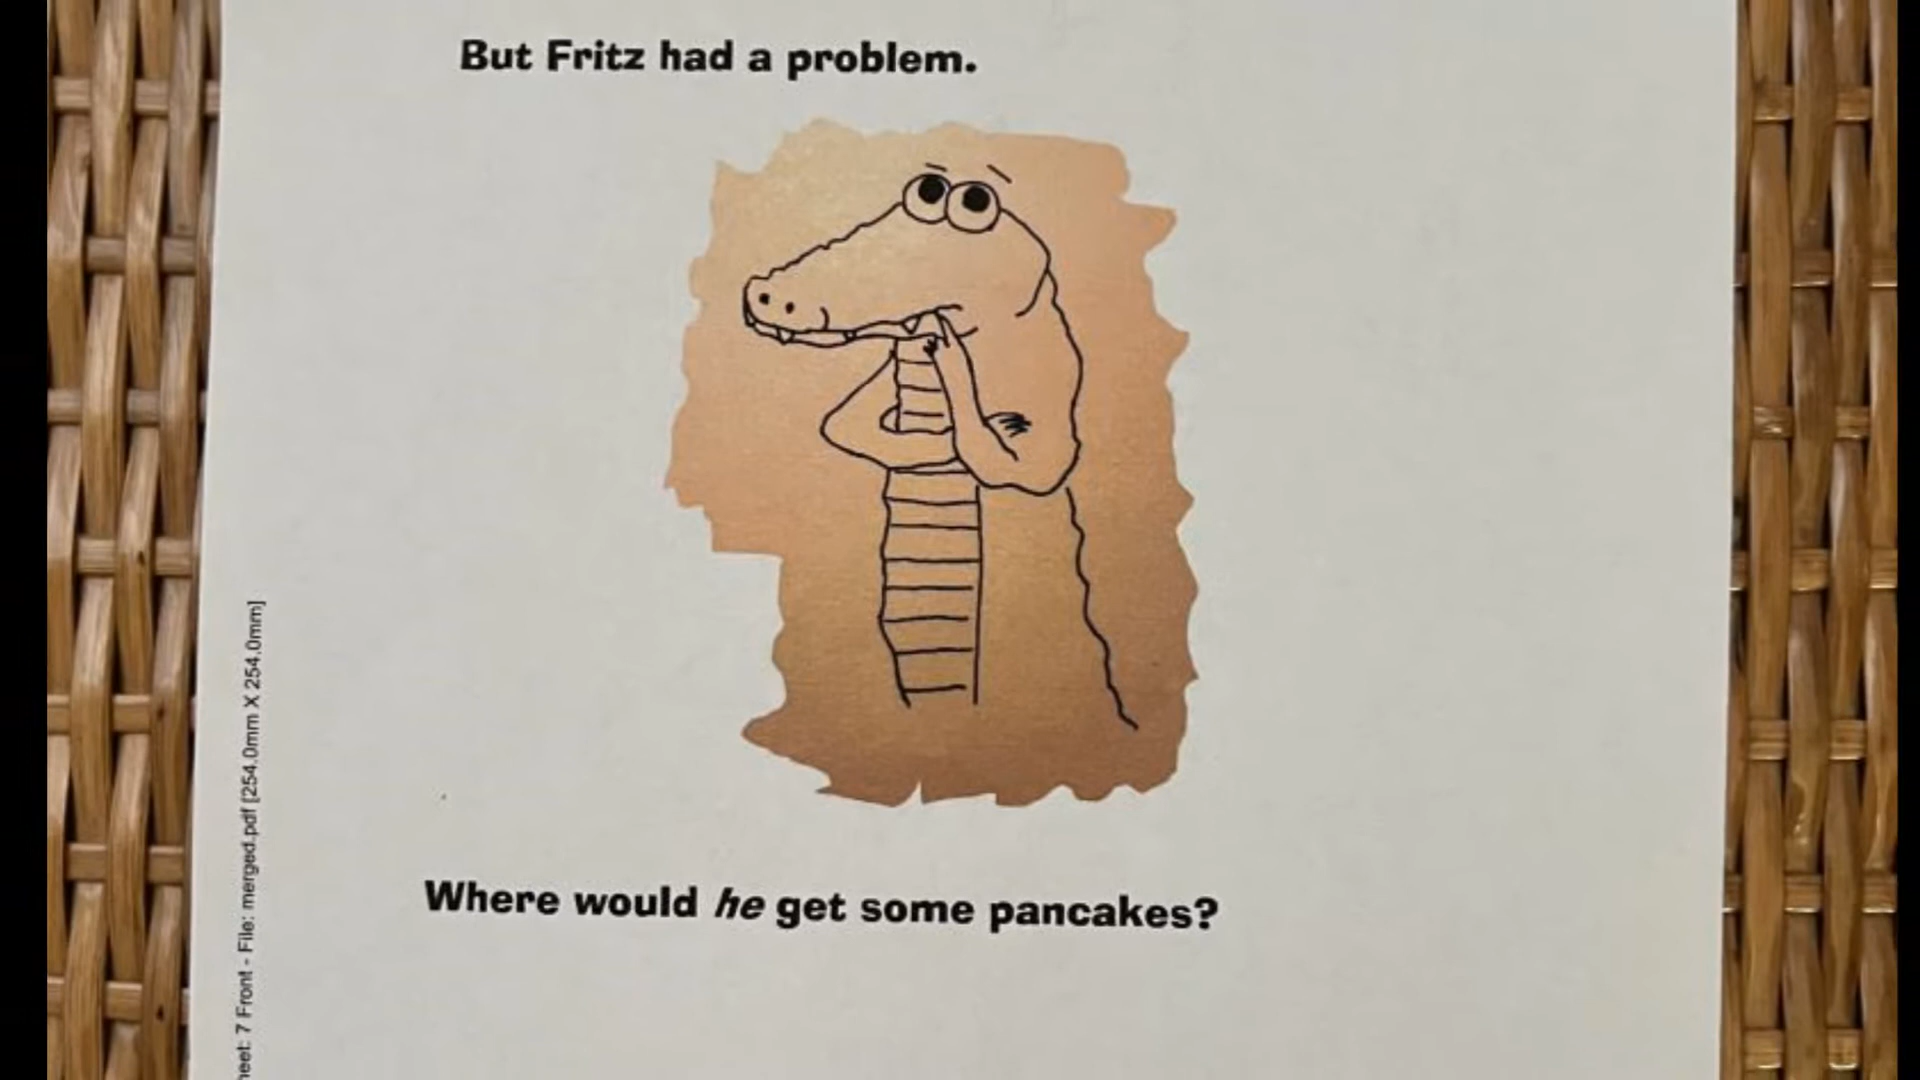 But Fritz had a problem.
Where would he get some pancakes?
heet: 7 Front - File: merged.pdf [254.0mm X 254.0mm]